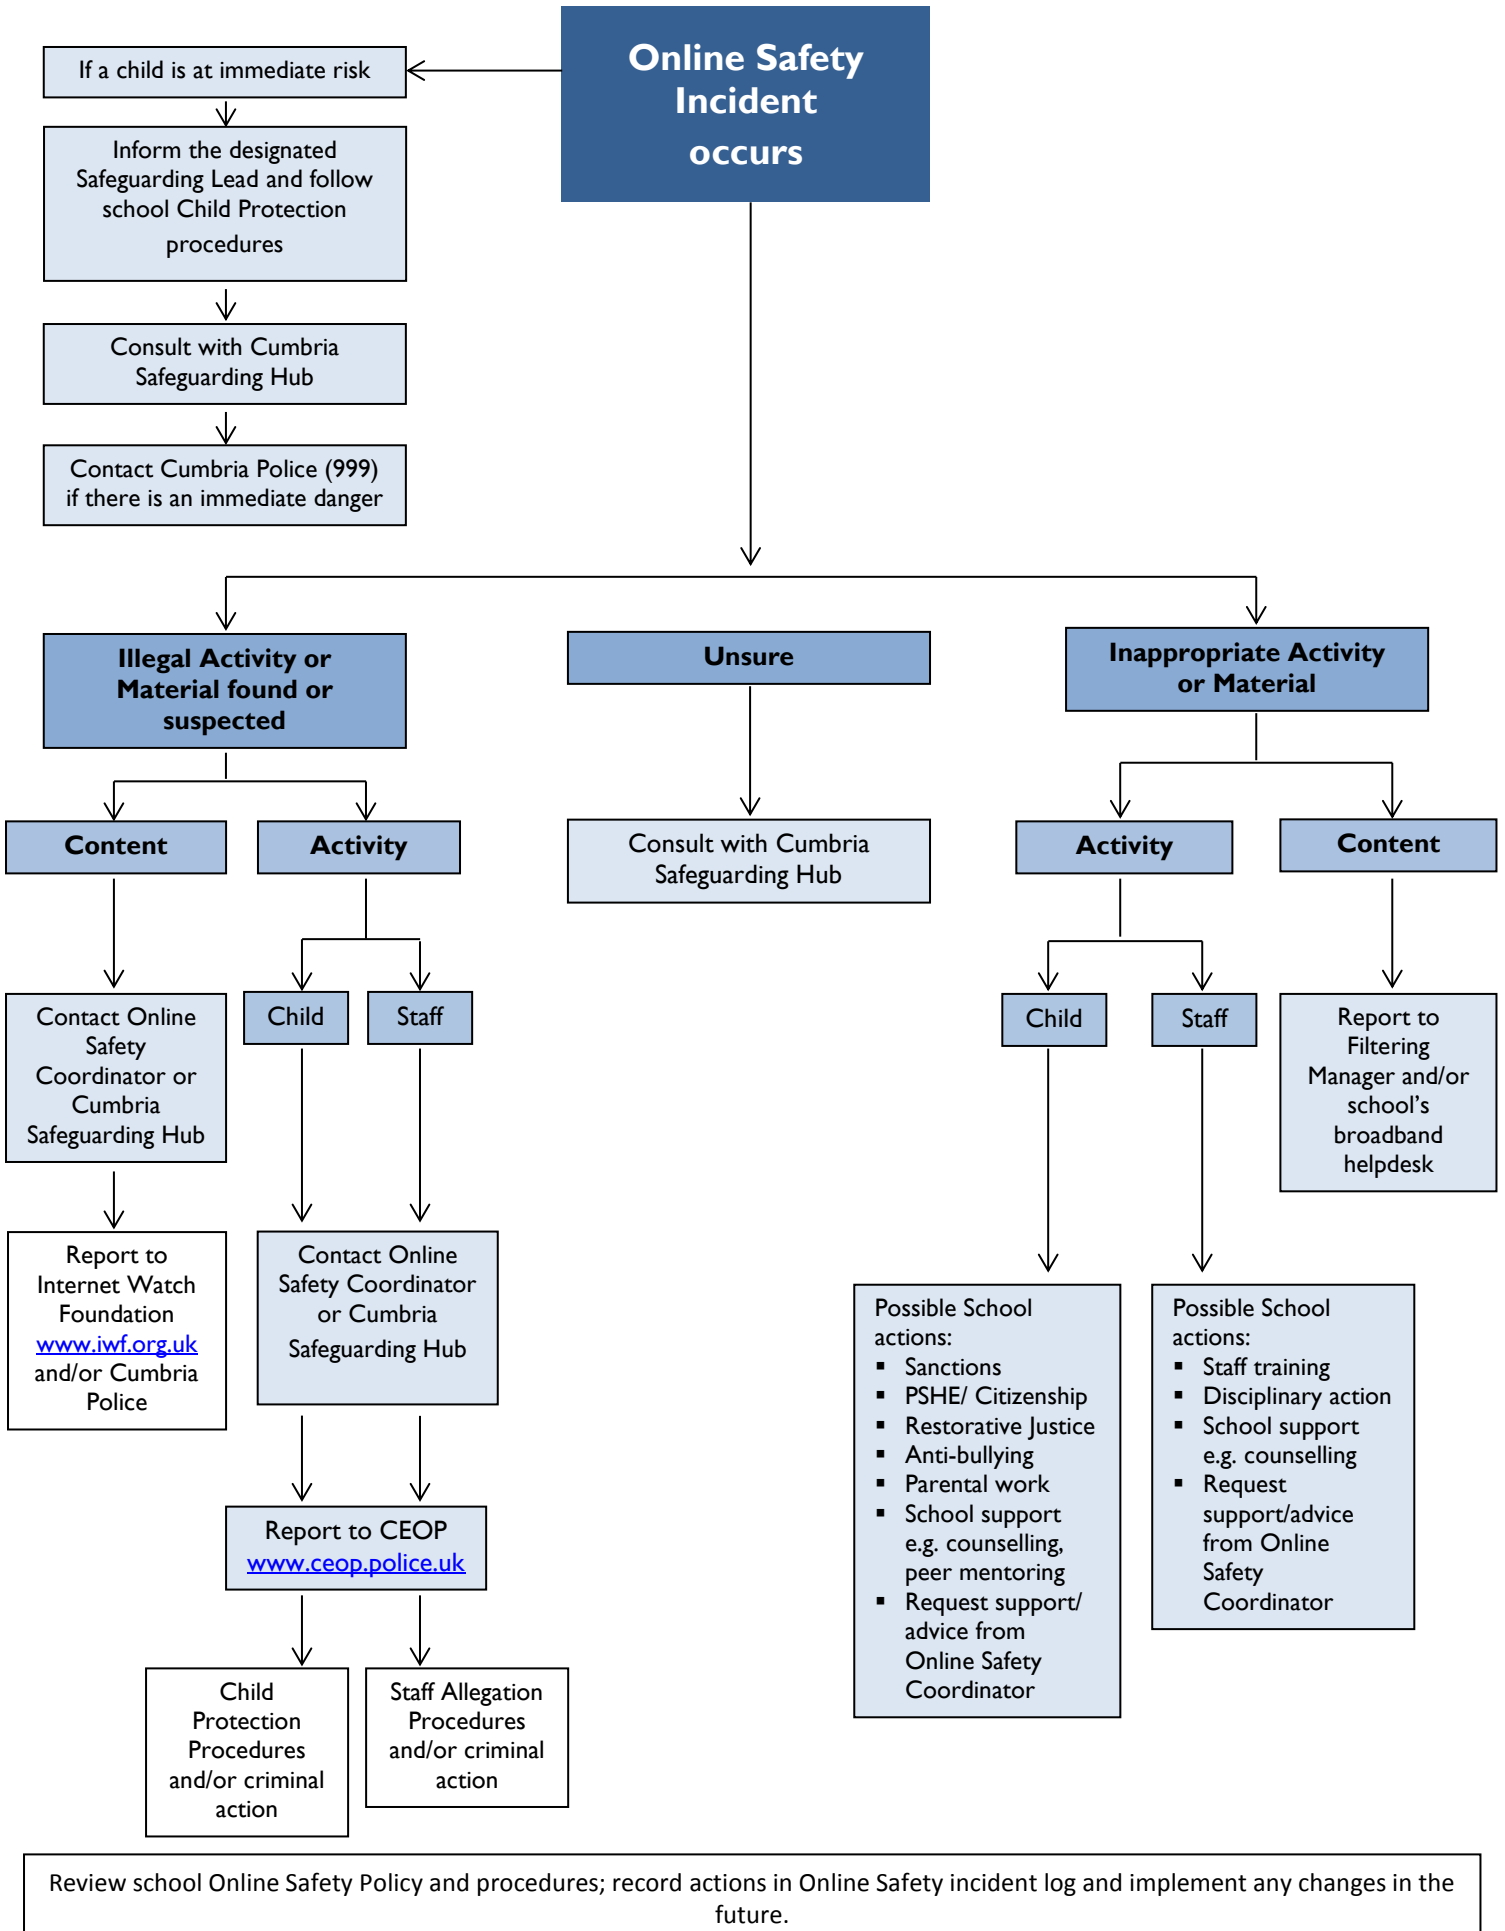 Online Safety
Incident
occurs
If a child is at immediate risk
Inform the designated
Safeguarding Lead and follow
school Child Protection
procedures
Consult with Cumbria
Safeguarding Hub
Contact Cumbria Police (999)
if there is an immediate danger
Illegal Activity or
Material found or
suspected
Unsure
Inappropriate Activity
or Material
Content
Activity
Consult with Cumbria
Safeguarding Hub
Activity
Content
Contact Online
Safety
Coordinator or
Cumbria
Safeguarding Hub
Child
Staff
Child
Staff
Report to
Filtering
Manager and/or
school’s
broadband
helpdesk
Report to
Internet Watch
Foundation
www.iwf.org.uk
and/or Cumbria
Police
Contact Online
Safety Coordinator
or Cumbria
Safeguarding Hub
Possible School
actions:
▪ Sanctions
▪ PSHE/ Citizenship
▪ Restorative Justice
▪ Anti-bullying
▪ Parental work
▪ School support
e.g. counselling,
peer mentoring
▪ Request support/
advice from
Online Safety
Coordinator
Possible School
actions:
▪ Staff training
▪ Disciplinary action
▪ School support
e.g. counselling
▪ Request
support/advice
from Online
Safety
Coordinator
Report to CEOP
www.ceop.police.uk
Child
Protection
Procedures
and/or criminal
action
Staff Allegation
Procedures
and/or criminal
action
Review school Online Safety Policy and procedures; record actions in Online Safety incident log and implement any changes in the
future.